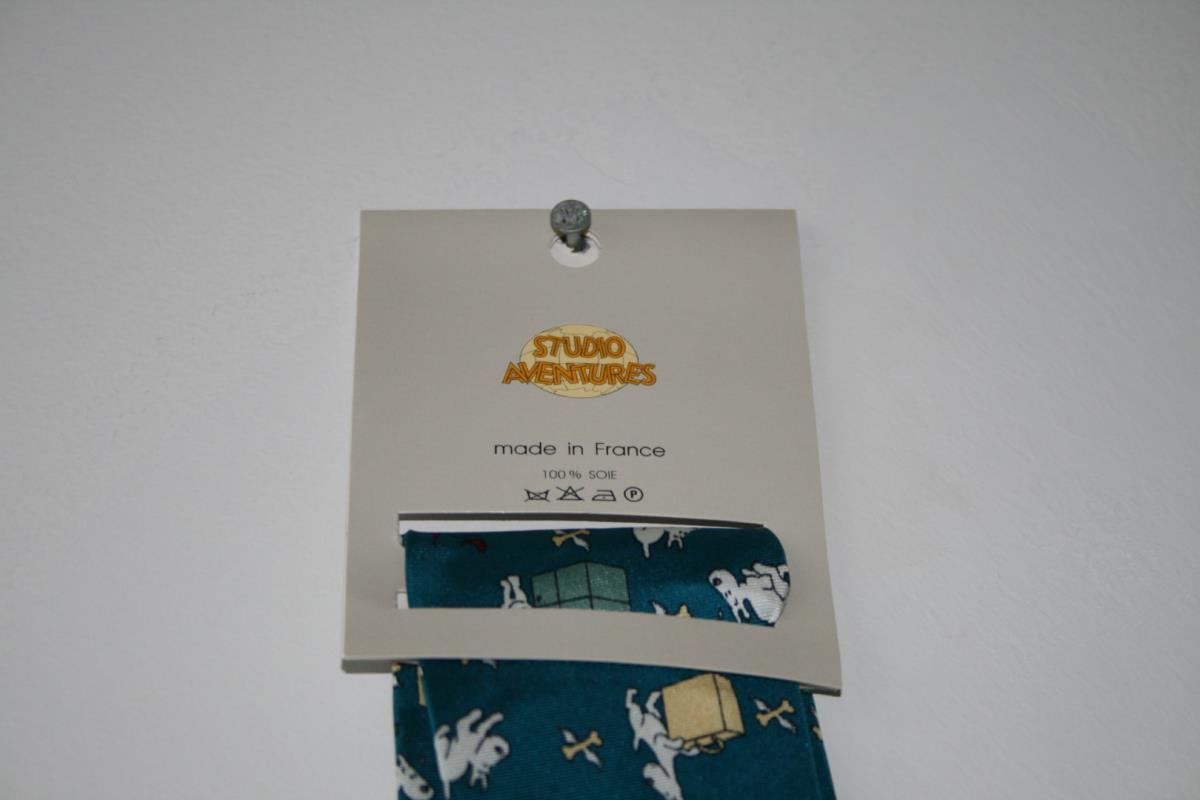 STUDIO
AVENTURES
made in France
100 % SOIE
P